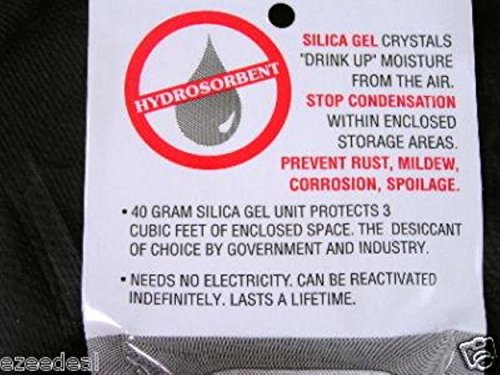 HYDROSORBENT
SILICA GEL CRYSTALS
"DRINK UP" MOISTURE
FROM THE AIR.
STOP CONDENSATION
WITHIN ENCLOSED
STORAGE AREAS.
PREVENT RUST, MILDEW,
CORROSION, SPOILAGE.
• 40 GRAM SILICA GEL UNIT PROTECTS 3
CUBIC FEET OF ENCLOSED SPACE. THE DESICCANT
OF CHOICE BY GOVERNMENT AND INDUSTRY.
• NEEDS NO ELECTRICITY. CAN BE REACTIVATED
INDEFINITELY. LASTS A LIFETIME.
ezeedeal